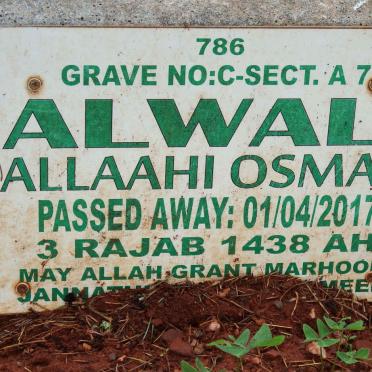 786
GRAVE NO:C-SECT. A 7
ALWAL
ALLAAHI OSMA
PASSED AWAY: 01/04/2017
3 RAJAB 1438 AH
MAY ALLAH GRANT MARHOO